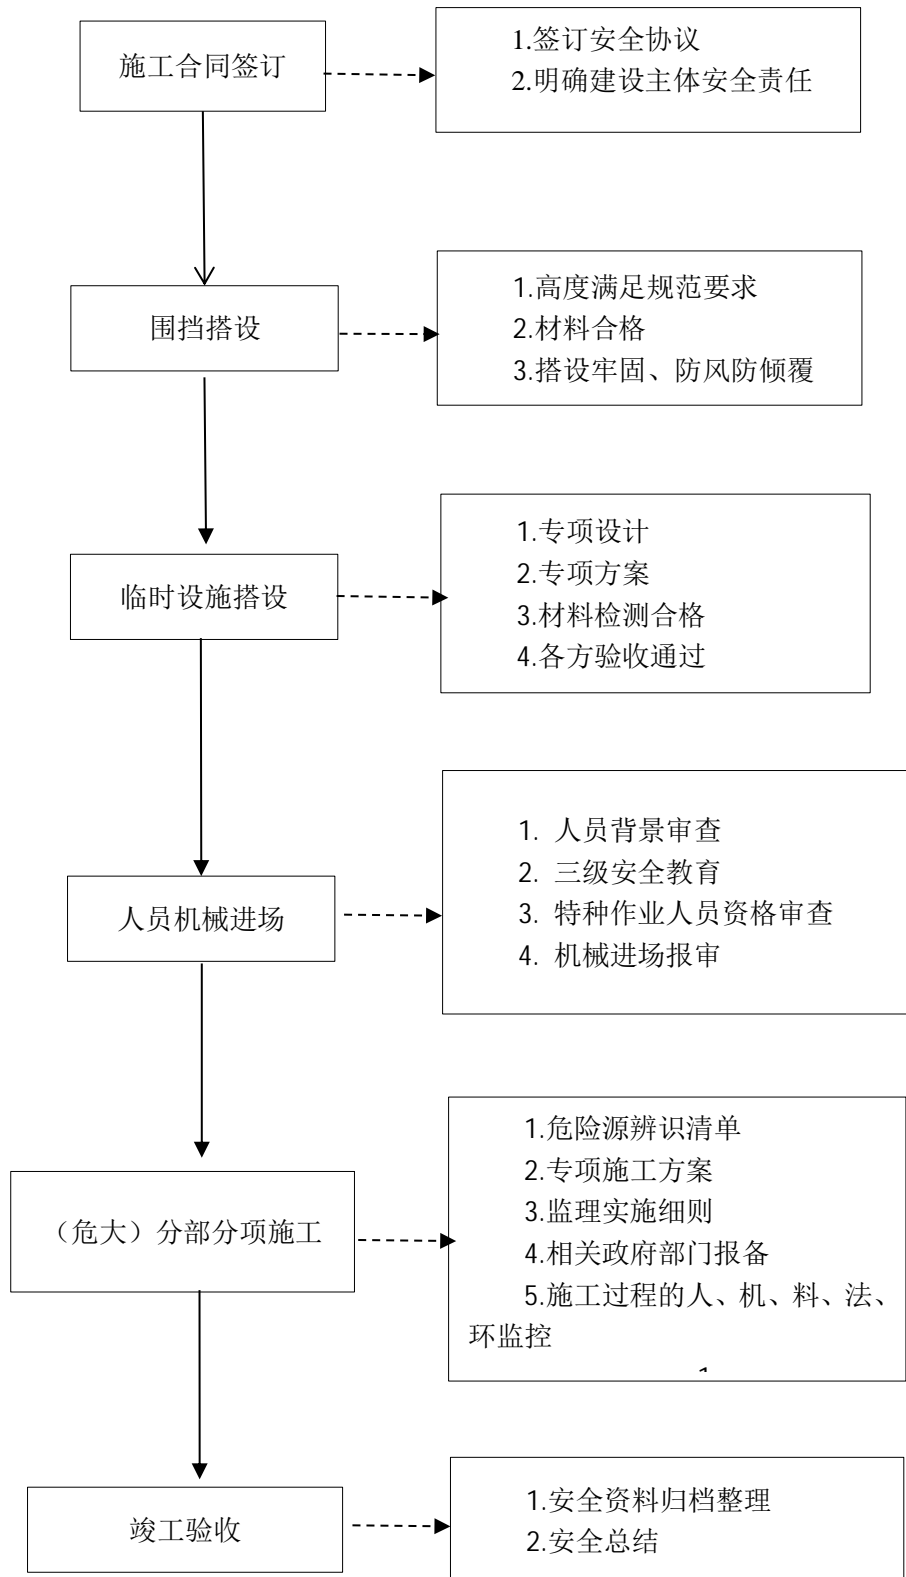 施工合同签订
1.签订安全协议
2.明确建设主体安全责任
围挡搭设
1.高度满足规范要求
2.材料合格
3.搭设牢固、防风防倾覆
临时设施搭设
1.专项设计
2.专项方案
3.材料检测合格
4.各方验收通过
人员机械进场
1. 人员背景审查
2. 三级安全教育
3. 特种作业人员资格审查
4. 机械进场报审
（危大）分部分项施工
1.危险源辨识清单
2.专项施工方案
3.监理实施细则
4.相关政府部门报备
5.施工过程的人、机、料、法、
环监控
竣工验收
1.安全资料归档整理
2.安全总结